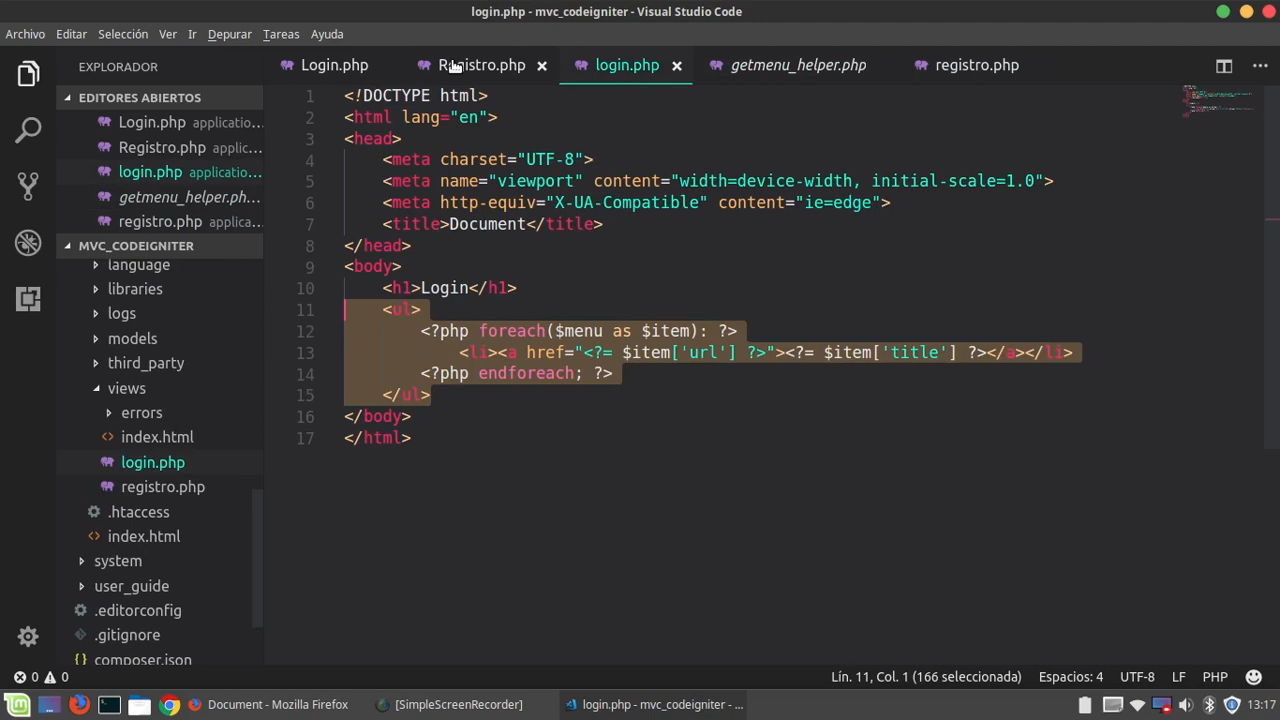 login.php - mvc_codeigniter - Visual Studio Code
Archivo Editar Selección Ver Ir Depurar Tareas Ayuda
EXPLORADOR
Login.php Registro.php login.php getmenu_helper.php registro.php
EDITORES ABIERTOS
Login.php applicatio...
Registro.php applic...
login.php applicatio...
getmenu_helper.ph...
registro.php applicatio...
MVC_CODEIGNITER
language
libraries
logs
models
third_party
views
errors
index.html
login.php
registro.php
.htaccess
index.html
system
user_guide
.editorconfig
.gitignore
composer.json
1 <!DOCTYPE html>
2 <html lang="en">
3 <head>
4 <meta charset="UTF-8">
5 <meta name="viewport" content="width=device-width, initial-scale=1.0">
6 <meta http-equiv="X-UA-Compatible" content="ie=edge">
7 <title>Document</title>
8 </head>
9 <body>
10 <h1>Login</h1>
11 <ul>
12 <?php foreach($menu as $item): ?>
13 <li><a href="<?= $item['url'] ?>"><?= $item['title'] ?></a></li>
14 <?php endforeach; ?>
15 </ul>
16 </body>
17 </html>
0 0 Lín. 11, Col. 1 (166 seleccionada) Espacios: 4 UTF-8 LF PHP
Document - Mozilla Firefox [SimpleScreenRecorder] login.php - mvc_codeigniter - ... 13:17